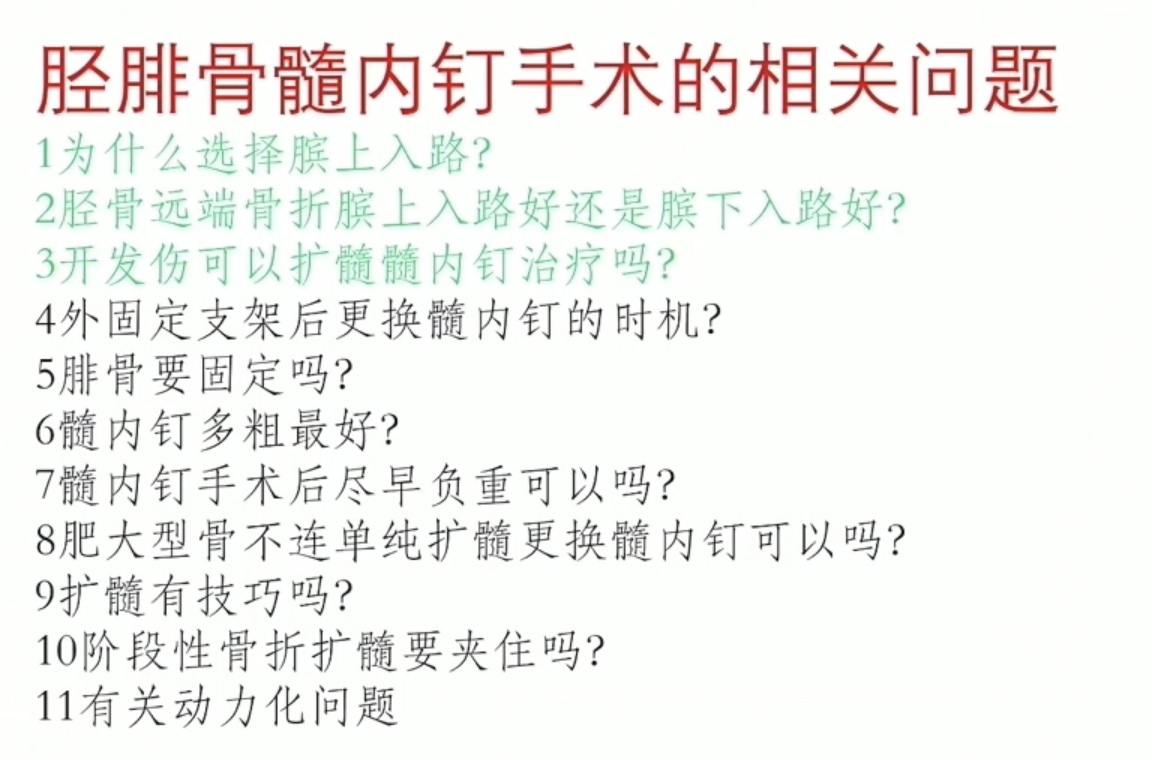 胫腓骨髓内钉手术的相关问题
1为什么选择膑上入路?
2胫骨远端骨折膑上入路好还是膑下入路好?
3开发伤可以扩髓髓内钉治疗吗?
4外固定支架后更换髓内钉的时机?
5腓骨要固定吗?
6髓内钉多粗最好?
7髓内钉手术后尽早负重可以吗?
8肥大型骨不连单纯扩髓更换髓内钉可以吗?
9扩髓有技巧吗?
10阶段性骨折扩髓要夹住吗?
11有关动力化问题